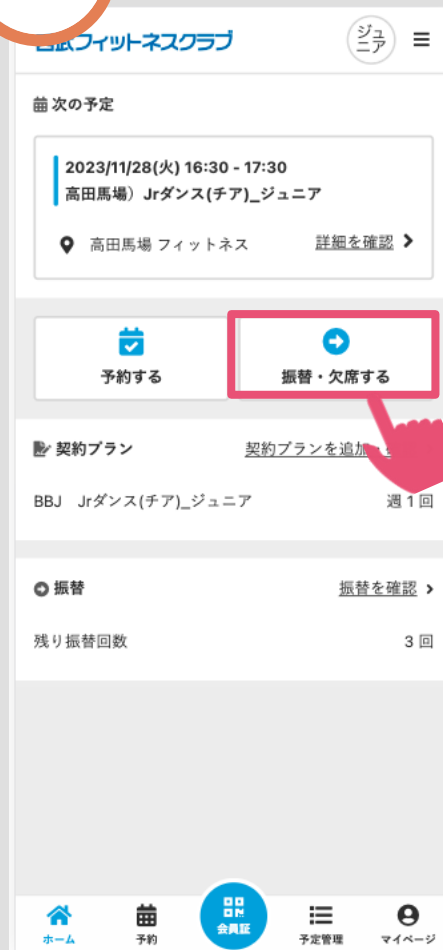 西武フィットネスクラブ
ジュ
ニア
次の予定
2023/11/28(火) 16:30 - 17:30
高田馬場）Jrダンス(チア)_ジュニア
高田馬場 フィットネス
詳細を確認
予約する
振替・欠席する
契約プラン
契約プランを追加・
BBJ Jrダンス(チア)_ジュニア
週 1 回
振替
振替を確認
残り振替回数
3 回
ホーム
予約
会員証
予定管理
マイページ